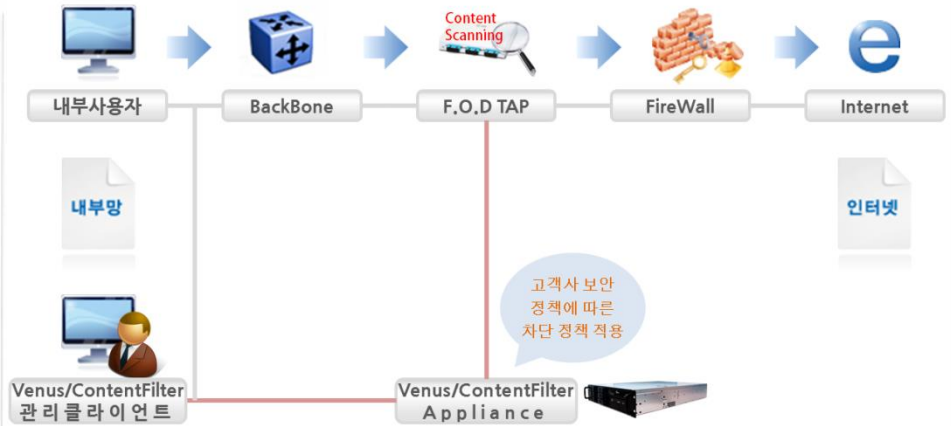 Content
Scanning
내부사용자
BackBone
F.O.D TAP
FireWall
Internet
내부망
인터넷
고객사 보안
정책에 따른
차단 정책 적용
Venus/ContentFilter
관리클라이언트
Venus/ContentFilter
Appliance